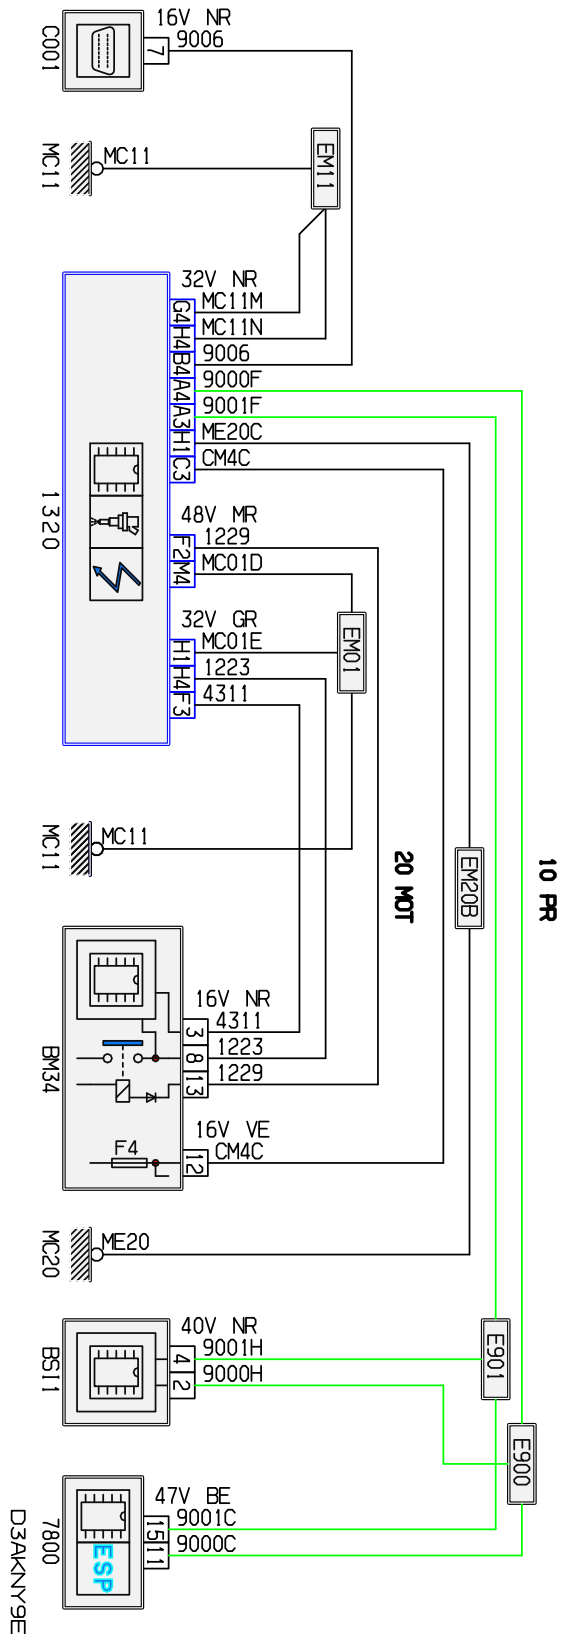 16V NR
9006
7
C001
MC11
MC11
EM11
32V NR
G4 MC11M
H4 MC11N
B4 9006
A4 9000F
A3 9001F
H1 ME20C
C3 CM4C
1320
48V MR
F2 1229
M4 MC01D
32V GR
H1 MC01E
H4 1223
F3 4311
EM01
MC11
MC11
20 MOT
EM20B
10 PR
16V NR
3 4311
8 1223
13 1229
BM34
16V VE
12 CM4C
F4
ME20
MC20
40V NR
4 9001H
2 9000H
BSI1
E901
E900
47V BE
15 9001C
11 9000C
ESP
7800
D3AKNY9E